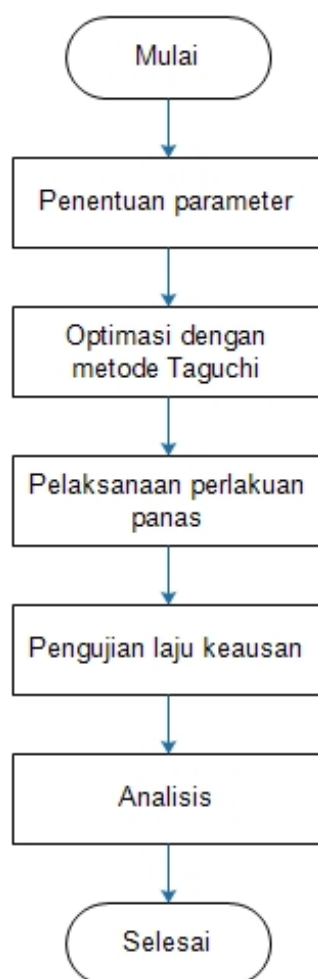 Mulai
Penentuan parameter
Optimasi dengan
metode Taguchi
Pelaksanaan perlakuan
panas
Pengujian laju keausan
Analisis
Selesai